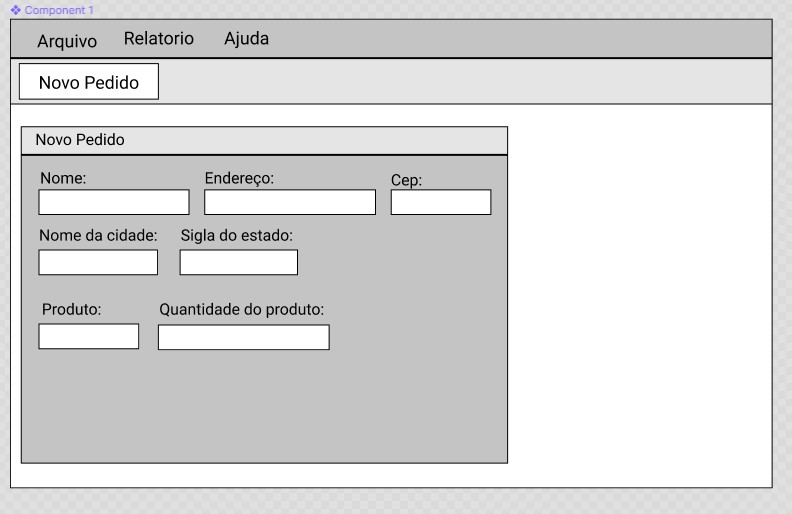 Component 1
Arquivo Relatorio Ajuda
Novo Pedido
Novo Pedido
Nome: Endereço: Cep:
Nome da cidade: Sigla do estado:
Produto: Quantidade do produto: